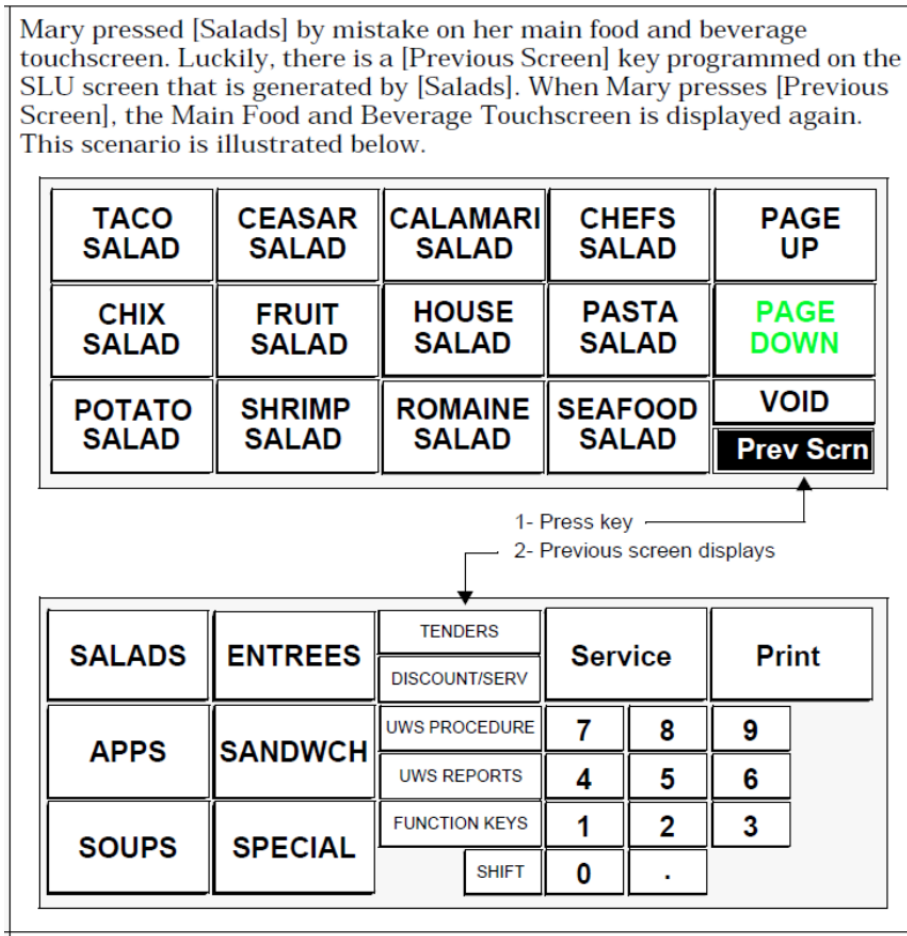 Mary pressed [Salads] by mistake on her main food and beverage
touchscreen. Luckily, there is a [Previous Screen] key programmed on the
SLU screen that is generated by [Salads]. When Mary presses [Previous
Screen], the Main Food and Beverage Touchscreen is displayed again.
This scenario is illustrated below.
TACO SALAD
CEASAR SALAD
CALAMARI SALAD
CHEFS SALAD
PAGE UP
CHIX SALAD
FRUIT SALAD
HOUSE SALAD
PASTA SALAD
PAGE DOWN
POTATO SALAD
SHRIMP SALAD
ROMAINE SALAD
SEAFOOD SALAD
VOID
Prev Scrn
1- Press key
2- Previous screen displays
SALADS
ENTREES
TENDERS
DISCOUNT/SERV
Service
Print
APPS
SANDWCH
UWS PROCEDURE
7 8 9
UWS REPORTS
4 5 6
SOUPS
SPECIAL
FUNCTION KEYS
1 2 3
SHIFT
0 .